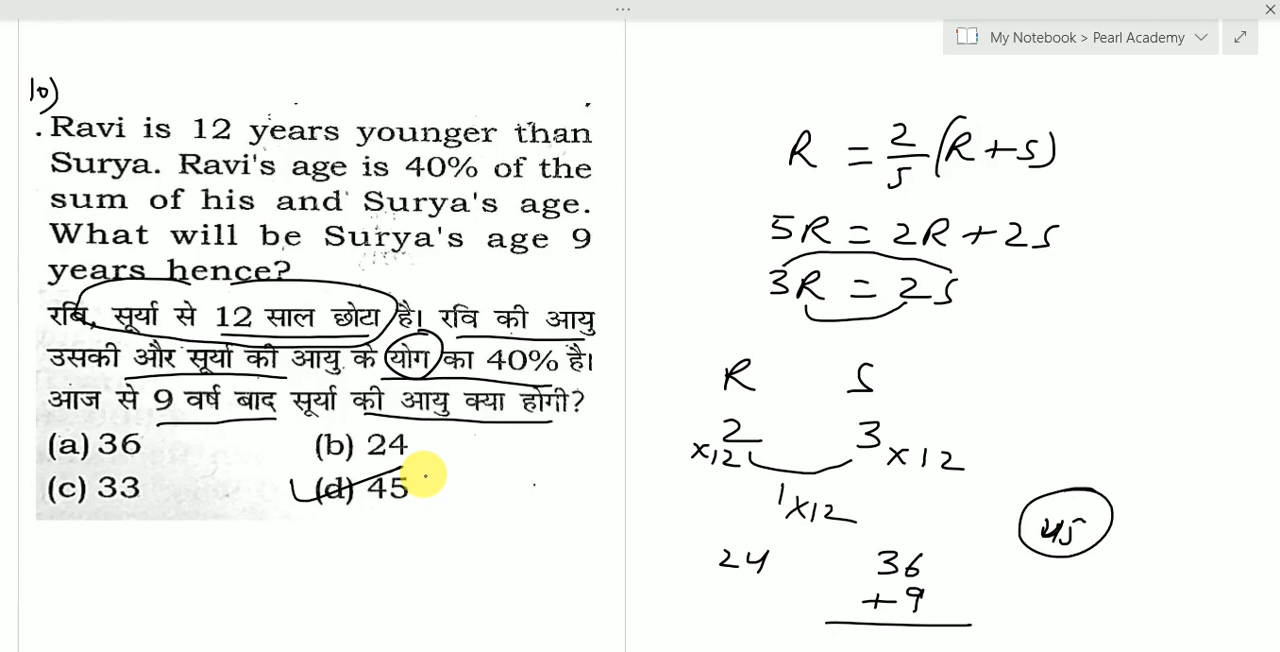 My Notebook > Pearl Academy
10)
. Ravi is 12 years younger than
Surya. Ravi's age is 40% of the
sum of his and Surya's age.
What will be Surya's age 9
years hence?
रवि, सूर्या से 12 साल छोटा है। रवि की आयु
उसकी और सूर्या की आयु के योग का 40% है।
आज से 9 वर्ष बाद सूर्या की आयु क्या होगी?
(a) 36 (b) 24
(c) 33 (d) 45
R = 2/5 (R+S)
5R = 2R + 2S
3R = 2S
R S
2 3
x12 x12
1x12
24 36
+9
45